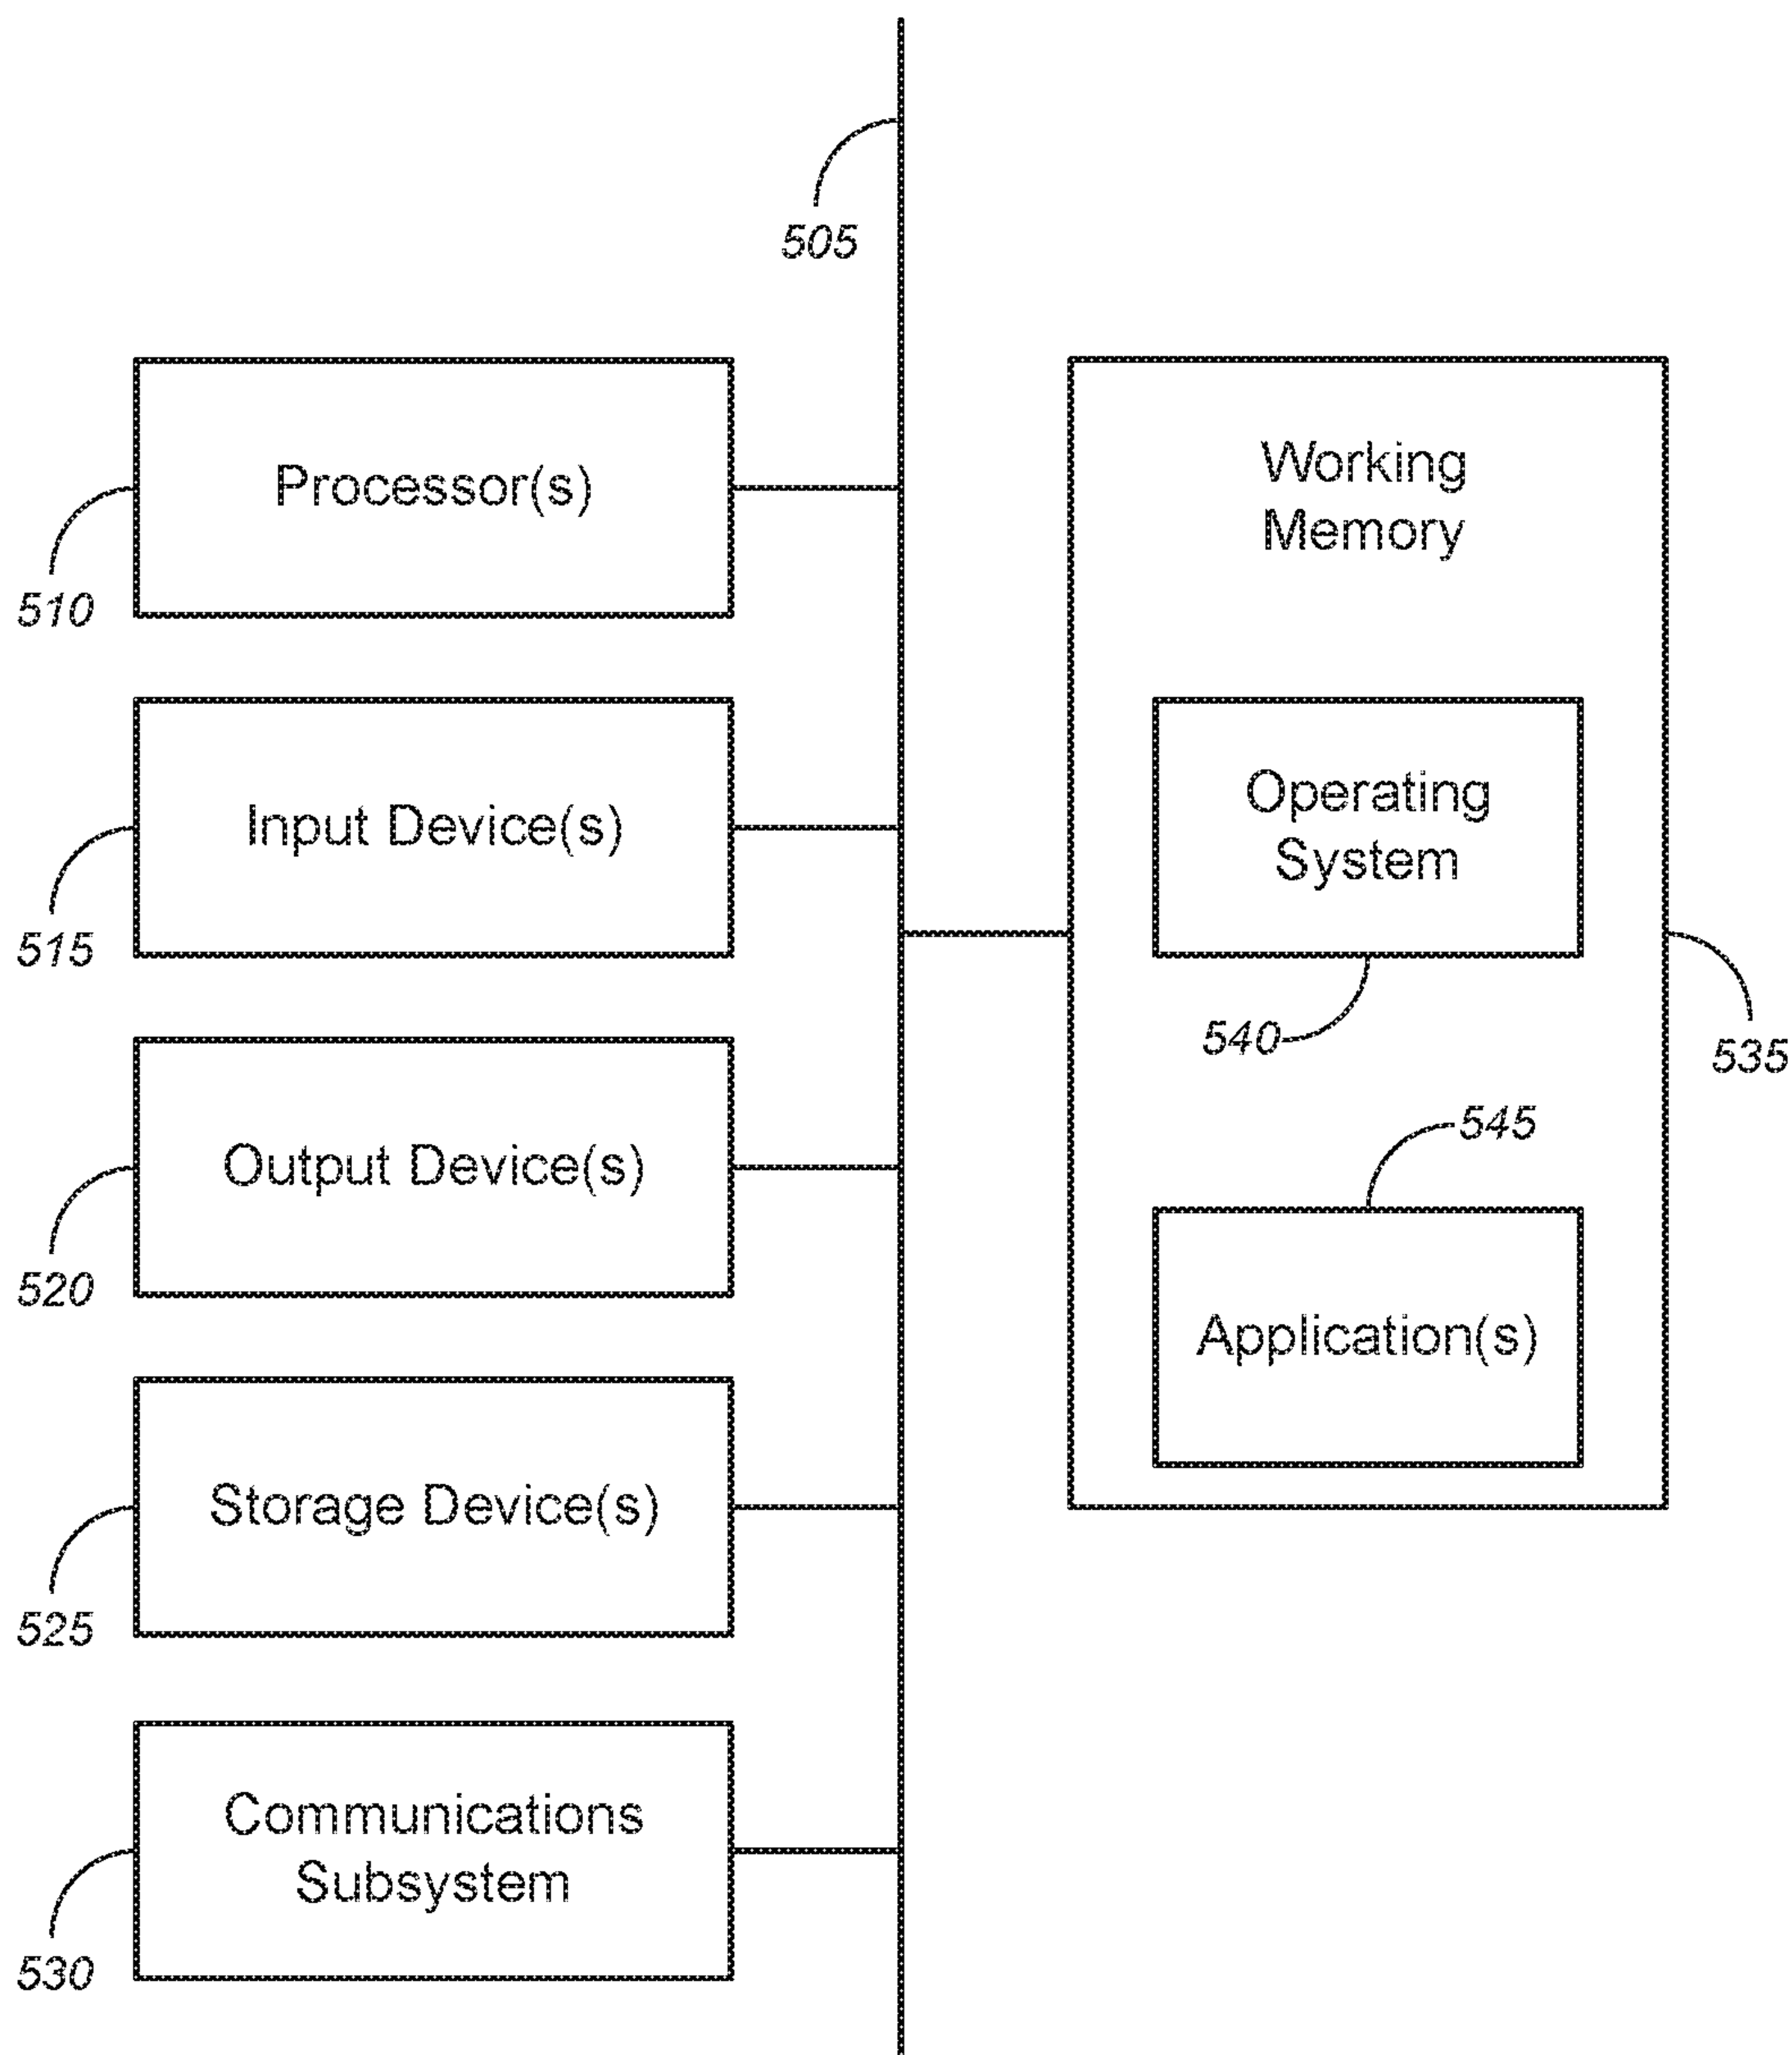 505
Processor(s)
510
Input Device(s)
515
Output Device(s)
520
Storage Device(s)
525
Communications
Subsystem
530
Working
Memory
Operating
System
540
535
545
Application(s)